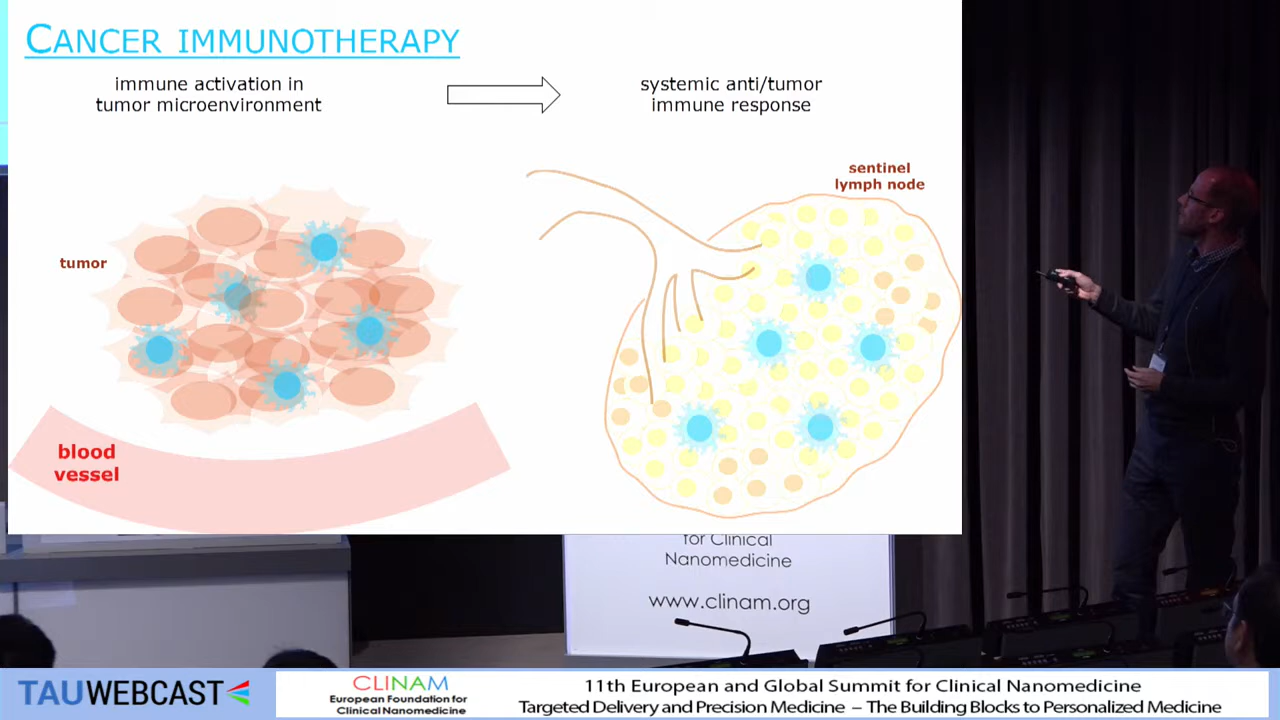 CANCER IMMUNOTHERAPY
immune activation in
tumor microenvironment
systemic anti/tumor
immune response
sentinel
lymph node
tumor
blood
vessel
for Clinical
Nanomedicine
www.clinam.org
TAUWEBCAST
CLINAM
European Foundation for
Clinical Nanomedicine
11th European and Global Summit for Clinical Nanomedicine
Targeted Delivery and Precision Medicine – The Building Blocks to Personalized Medicine